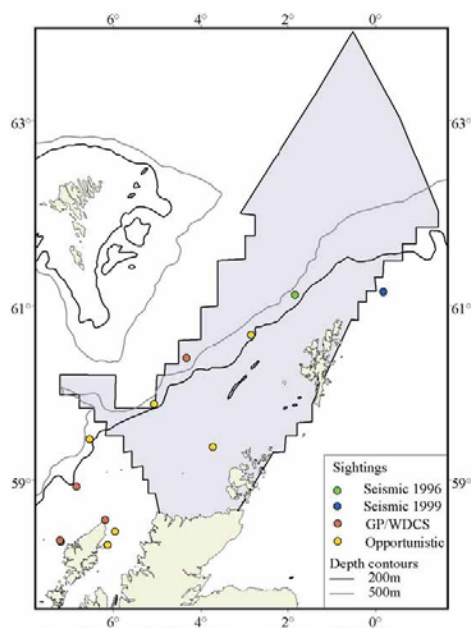 6° 4° 2° 0°
63° 63°
61° 61°
59° 59°
Sightings
Seismic 1996
Seismic 1999
GP/WDCS
Opportunistic
Depth contours
200m
500m
6° 4° 2° 0°